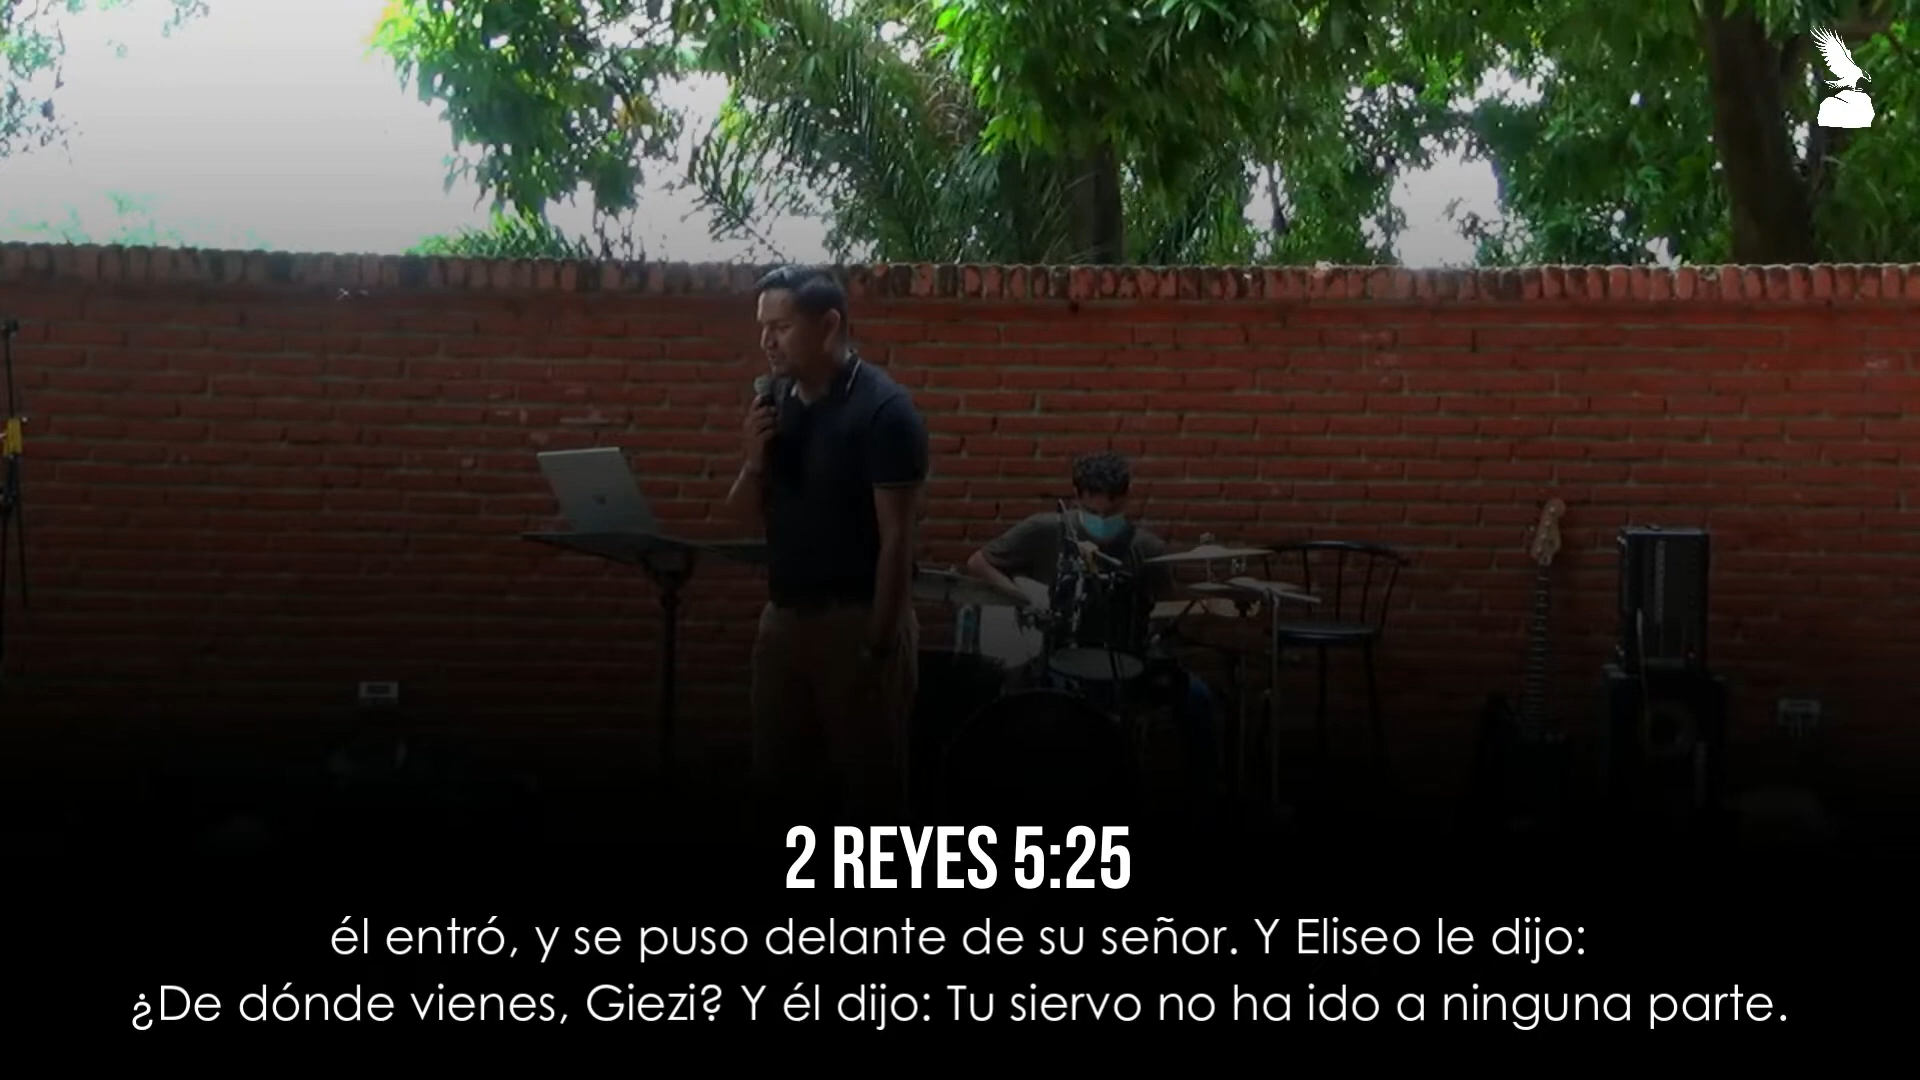 2 REYES 5:25
él entró, y se puso delante de su señor. Y Eliseo le dijo:
¿De dónde vienes, Giezi? Y él dijo: Tu siervo no ha ido a ninguna parte.